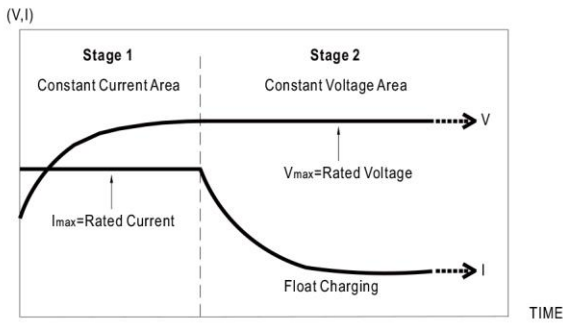 (V,I)
Stage 1
Stage 2
Constant Current Area
Constant Voltage Area
V
Vmax=Rated Voltage
Imax=Rated Current
I
Float Charging
TIME